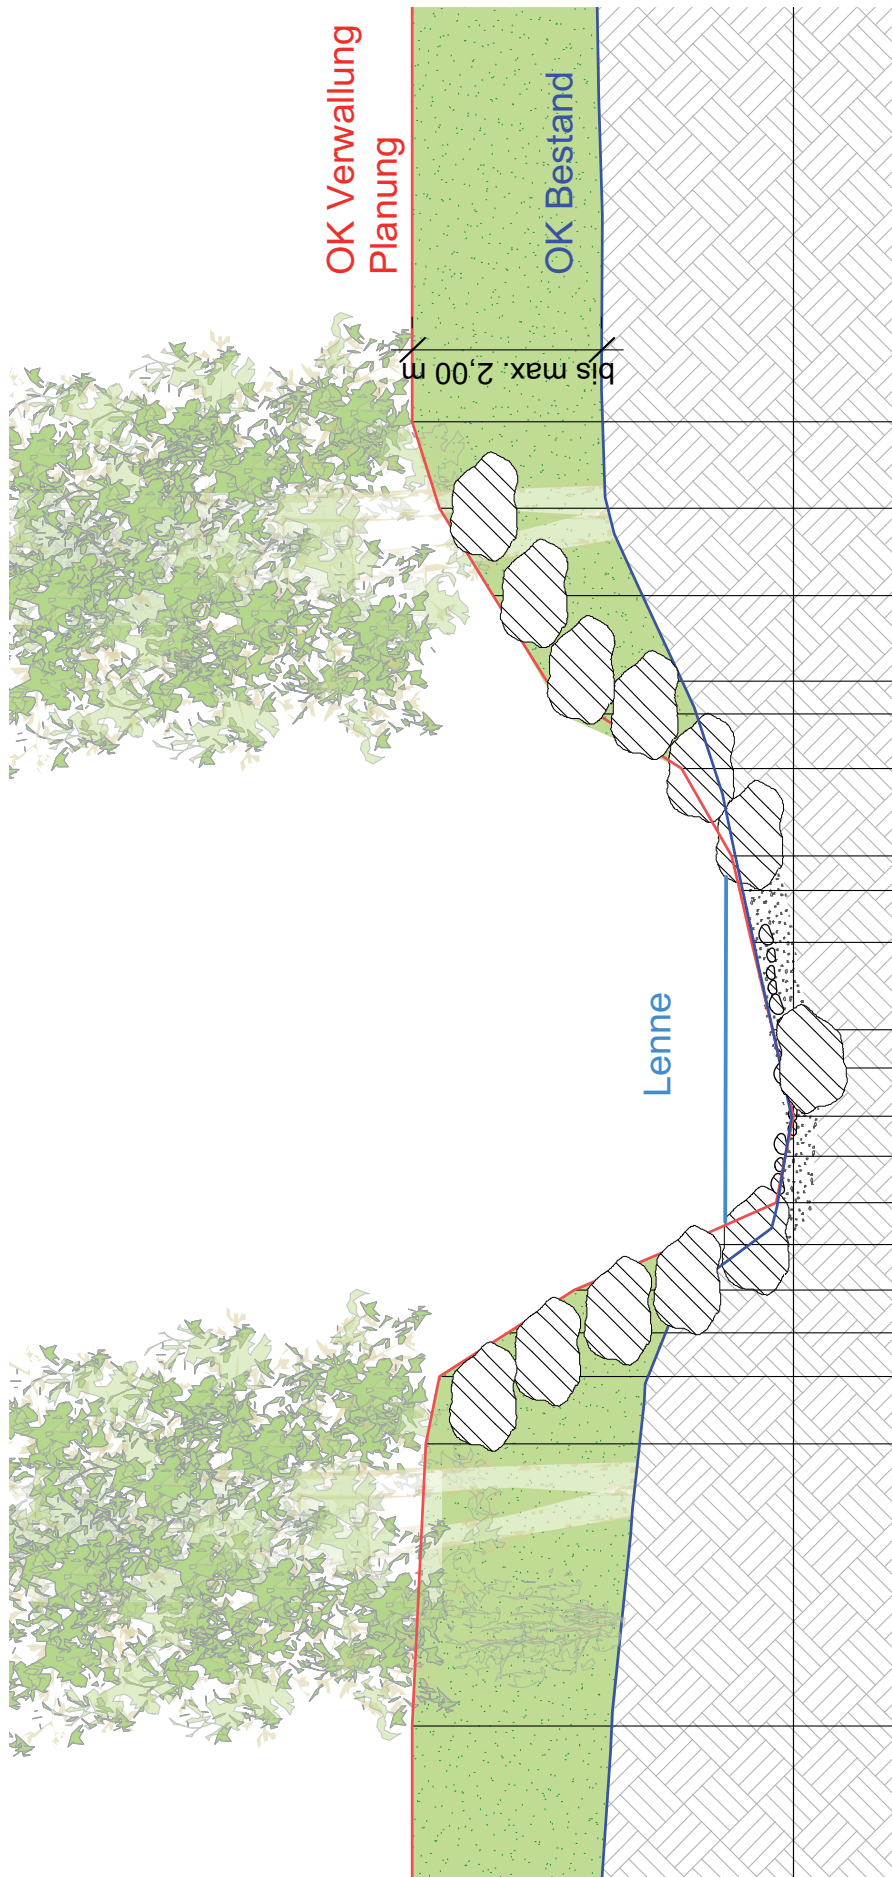 OK Verwallung
Planung
OK Bestand
bis max. 2,00 m
Lenne